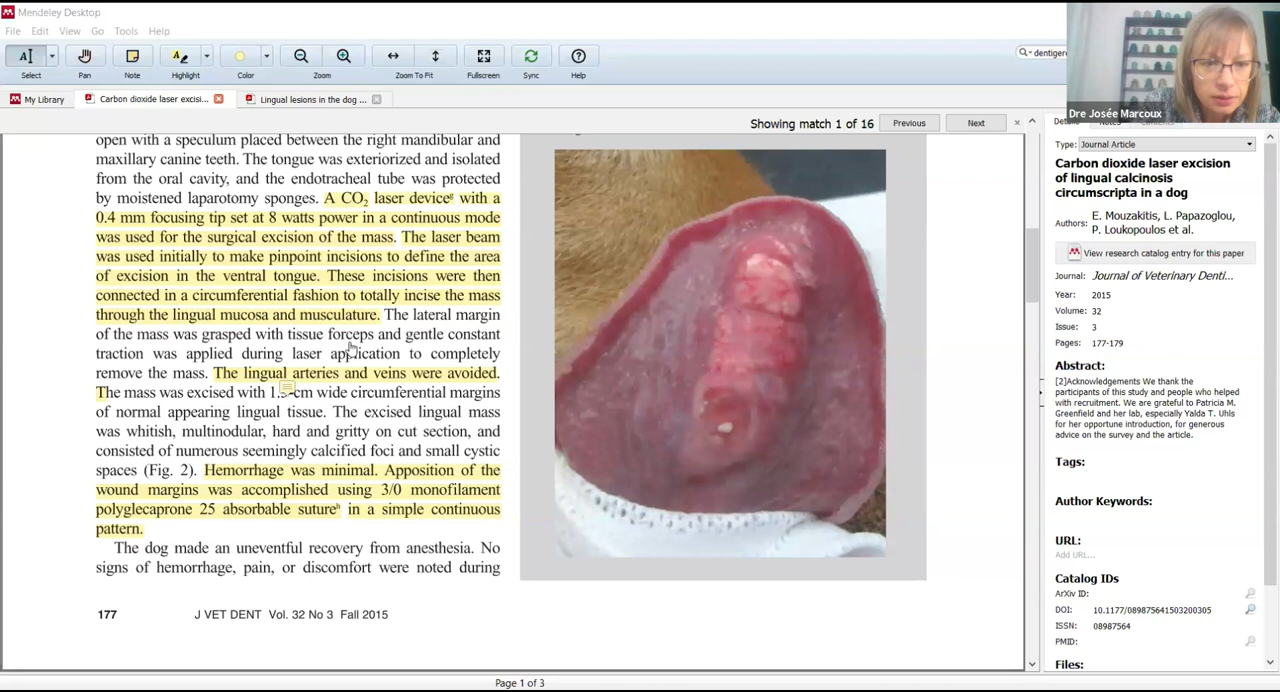 Mendeley Desktop
File Edit View Go Tools Help
Select Pan Note Highlight Color Zoom Zoom To Fit Fullscreen Sync Help
dentigere
My Library
Carbon dioxide laser excisi...
Lingual lesions in the dog ...
Dre Josée Marcoux
Showing match 1 of 16 Previous Next
open with a speculum placed between the right mandibular and
maxillary canine teeth. The tongue was exteriorized and isolated
from the oral cavity, and the endotracheal tube was protected
by moistened laparotomy sponges. A CO₂ laser deviceᵍ with a
0.4 mm focusing tip set at 8 watts power in a continuous mode
was used for the surgical excision of the mass. The laser beam
was used initially to make pinpoint incisions to define the area
of excision in the ventral tongue. These incisions were then
connected in a circumferential fashion to totally incise the mass
through the lingual mucosa and musculature. The lateral margin
of the mass was grasped with tissue forceps and gentle constant
traction was applied during laser application to completely
remove the mass. The lingual arteries and veins were avoided.
The mass was excised with cm wide circumferential margins
of normal appearing lingual tissue. The excised lingual mass
was whitish, multinodular, hard and gritty on cut section, and
consisted of numerous seemingly calcified foci and small cystic
spaces (Fig. 2). Hemorrhage was minimal. Apposition of the
wound margins was accomplished using 3/0 monofilament
polyglecaprone 25 absorbable sutureʰ in a simple continuous
pattern.
The dog made an uneventful recovery from anesthesia. No
signs of hemorrhage, pain, or discomfort were noted during
177 J VET DENT Vol. 32 No 3 Fall 2015
Page 1 of 3
Type: Journal Article
Carbon dioxide laser excision
of lingual calcinosis
circumscripta in a dog
Authors: E. Mouzakitis, L. Papazoglou,
P. Loukopoulos et al.
View research catalog entry for this paper
Journal: Journal of Veterinary Denti...
Year: 2015
Volume: 32
Issue: 3
Pages: 177-179
Abstract:
[2]Acknowledgements We thank the
participants of this study and people who helped
with recruitment. We are grateful to Patricia M.
Greenfield and her lab, especially Yalda T. Uhls
for her opportune introduction, for generous
advice on the survey and the article.
Tags:
Author Keywords:
URL:
Add URL...
Catalog IDs
ArXiv ID:
DOI: 10.1177/089875641503200305
ISSN: 08987564
PMID:
Files: